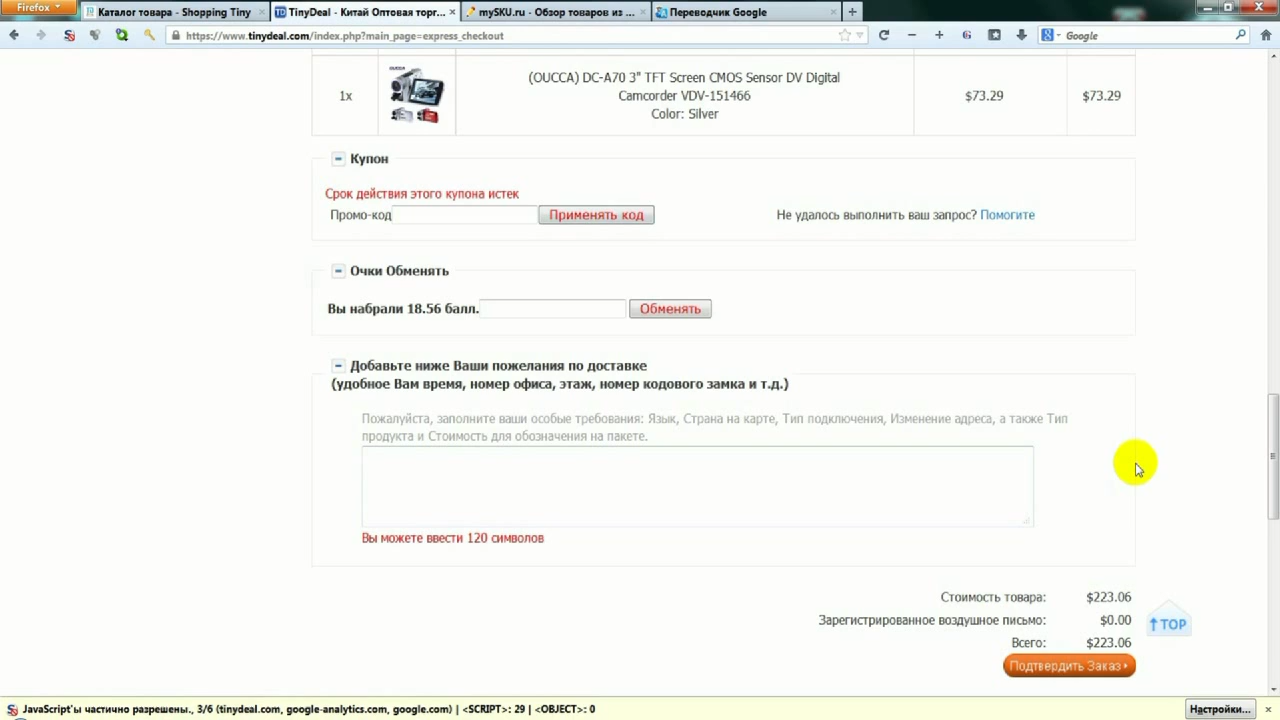 Firefox
Каталог товара - Shopping Tiny
TinyDeal - Китай Оптовая торг...
mySKU.ru - Обзор товаров из ...
Переводчик Google
https://www.tinydeal.com/index.php?main_page=express_checkout
Google
1x
(OUCCA) DC-A70 3" TFT Screen CMOS Sensor DV Digital
Camcorder VDV-151466
Color: Silver
$73.29
$73.29
Купон
Срок действия этого купона истек
Промо-код
Применять код
Не удалось выполнить ваш запрос? Помогите
Очки Обменять
Вы набрали 18.56 балл.
Обменять
Добавьте ниже Ваши пожелания по доставке
(удобное Вам время, номер офиса, этаж, номер кодового замка и т.д.)
Пожалуйста, заполните ваши особые требования: Язык, Страна на карте, Тип подключения, Изменение адреса, а также Тип
продукта и Стоимость для обозначения на пакете.
Вы можете ввести 120 символов
Стоимость товара: $223.06
Зарегистрированное воздушное письмо: $0.00
Всего: $223.06
TOP
Подтвердить Заказ
JavaScript'ы частично разрешены., 3/6 (tinydeal.com, google-analytics.com, google.com) | <SCRIPT>: 29 | <OBJECT>: 0
Настройки...